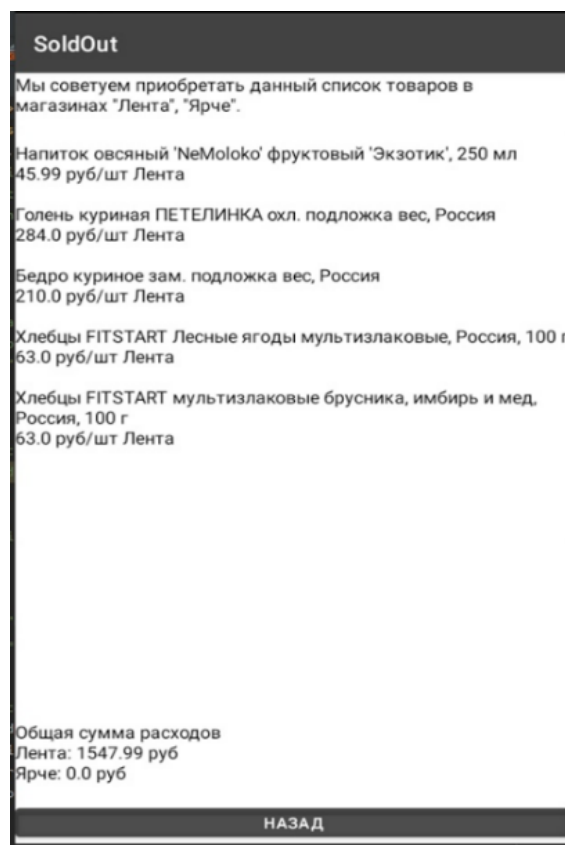 SoldOut
Мы советуем приобретать данный список товаров в
магазинах "Лента", "Ярче".
Напиток овсяный 'NeMoloko' фруктовый 'Экзотик', 250 мл
45.99 руб/шт Лента
Голень куриная ПЕТЕЛИНКА охл. подложка вес, Россия
284.0 руб/шт Лента
Бедро куриное зам. подложка вес, Россия
210.0 руб/шт Лента
Хлебцы FITSTART Лесные ягоды мультизлаковые, Россия, 100 г
63.0 руб/шт Лента
Хлебцы FITSTART мультизлаковые брусника, имбирь и мед,
Россия, 100 г
63.0 руб/шт Лента
Общая сумма расходов
Лента: 1547.99 руб
Ярче: 0.0 руб
НАЗАД